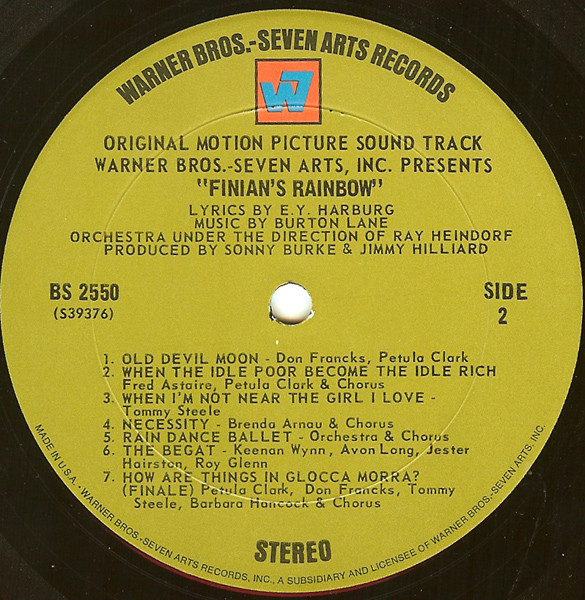 WARNER BROS.-SEVEN ARTS RECORDS
W7
ORIGINAL MOTION PICTURE SOUND TRACK
WARNER BROS.-SEVEN ARTS, INC. PRESENTS
"FINIAN'S RAINBOW"
LYRICS BY E.Y. HARBURG
MUSIC BY BURTON LANE
ORCHESTRA UNDER THE DIRECTION OF RAY HEINDORF
PRODUCED BY SONNY BURKE & JIMMY HILLIARD
BS 2550
(S39376)
SIDE
2
1. OLD DEVIL MOON - Don Francks, Petula Clark
2. WHEN THE IDLE POOR BECOME THE IDLE RICH
Fred Astaire, Petula Clark & Chorus
3. WHEN I'M NOT NEAR THE GIRL I LOVE -
Tommy Steele
4. NECESSITY - Brenda Arnau & Chorus
5. RAIN DANCE BALLET - Orchestra & Chorus
6. THE BEGAT - Keenan Wynn, Avon Long, Jester
Hairston, Roy Glenn
7. HOW ARE THINGS IN GLOCCA MORRA?
(FINALE) Petula Clark, Don Francks, Tommy
Steele, Barbara Hancock & Chorus
STEREO
MADE IN U.S.A. - WARNER BROS.-SEVEN ARTS RECORDS, INC., A SUBSIDIARY AND LICENSEE OF WARNER BROS.-SEVEN ARTS, INC.